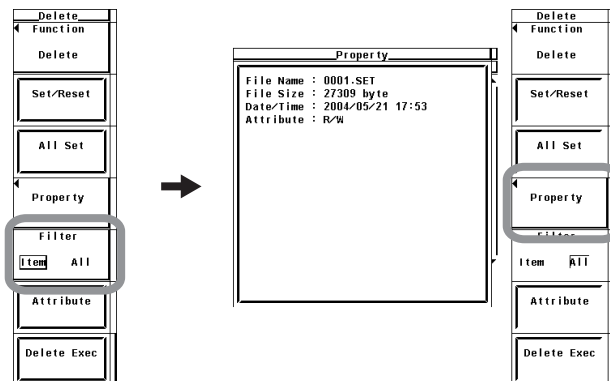 Delete
Function
Delete
Set/Reset
All Set
Property
Filter
Item All
Attribute
Delete Exec
Property
File Name : 0001.SET
File Size : 27309 byte
Date/Time : 2004/05/21 17:53
Attribute : R/W
Delete
Function
Delete
Set/Reset
All Set
Property
Filter
Item All
Attribute
Delete Exec